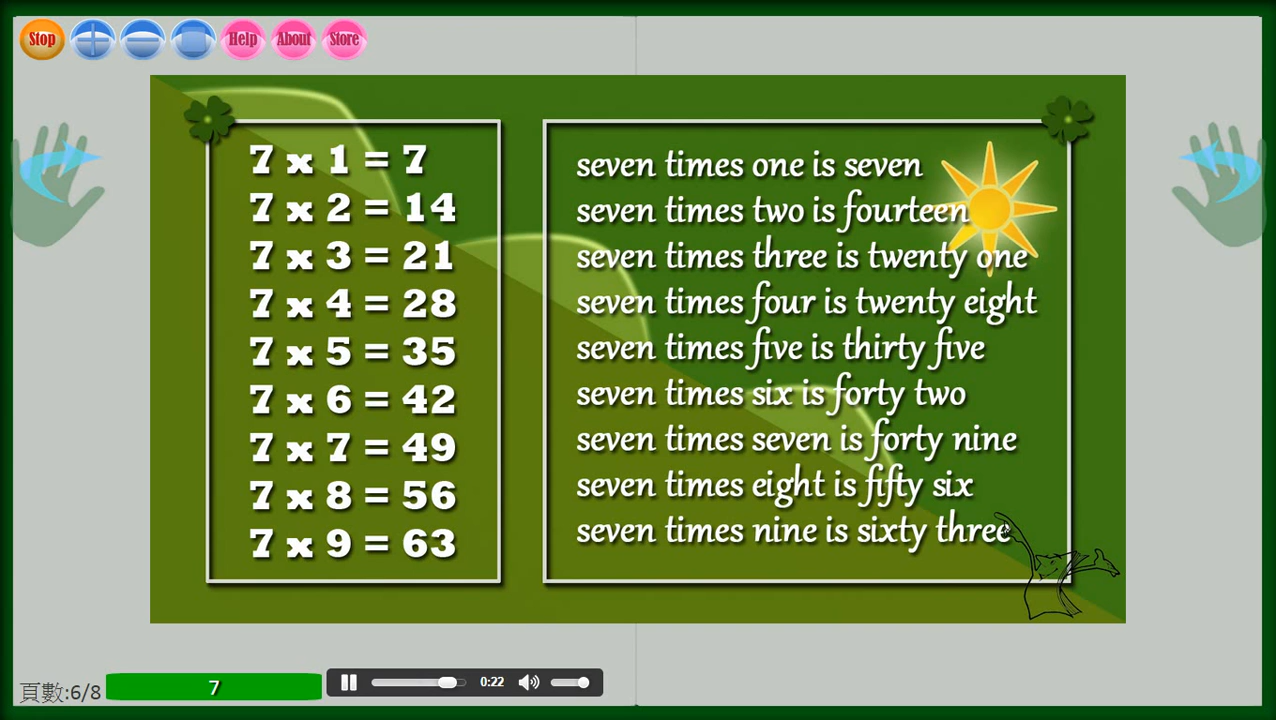 Stop
Help
About
Store
7 x 1 = 7
7 x 2 = 14
7 x 3 = 21
7 x 4 = 28
7 x 5 = 35
7 x 6 = 42
7 x 7 = 49
7 x 8 = 56
7 x 9 = 63
seven times one is seven
seven times two is fourteen
seven times three is twenty one
seven times four is twenty eight
seven times five is thirty five
seven times six is forty two
seven times seven is forty nine
seven times eight is fifty six
seven times nine is sixty three
頁數:6/8
7
0:22